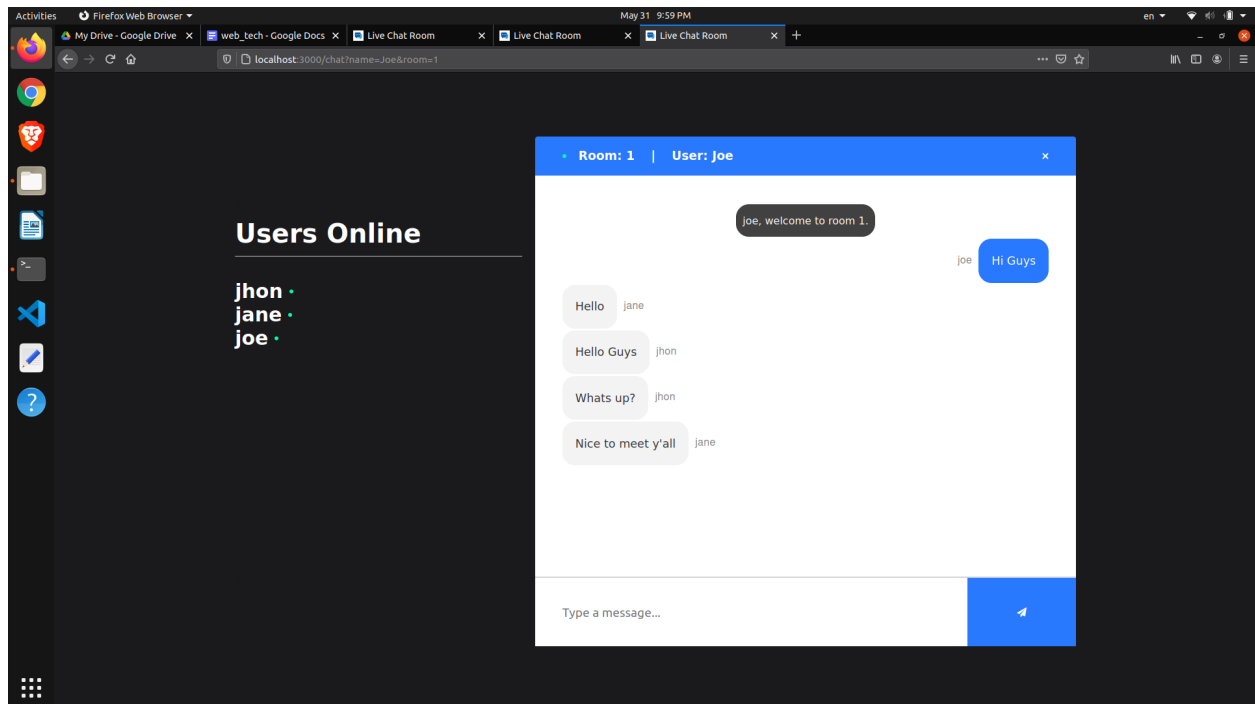 Activities Firefox Web Browser May 31 9:59 PM en
My Drive - Google Drive web_tech - Google Docs Live Chat Room Live Chat Room Live Chat Room
localhost:3000/chat?name=Joe&room=1
Room: 1 | User: Joe
joe, welcome to room 1.
Users Online
joe Hi Guys
jhon
jane
joe
Hello jane
Hello Guys jhon
Whats up? jhon
Nice to meet y'all jane
Type a message...